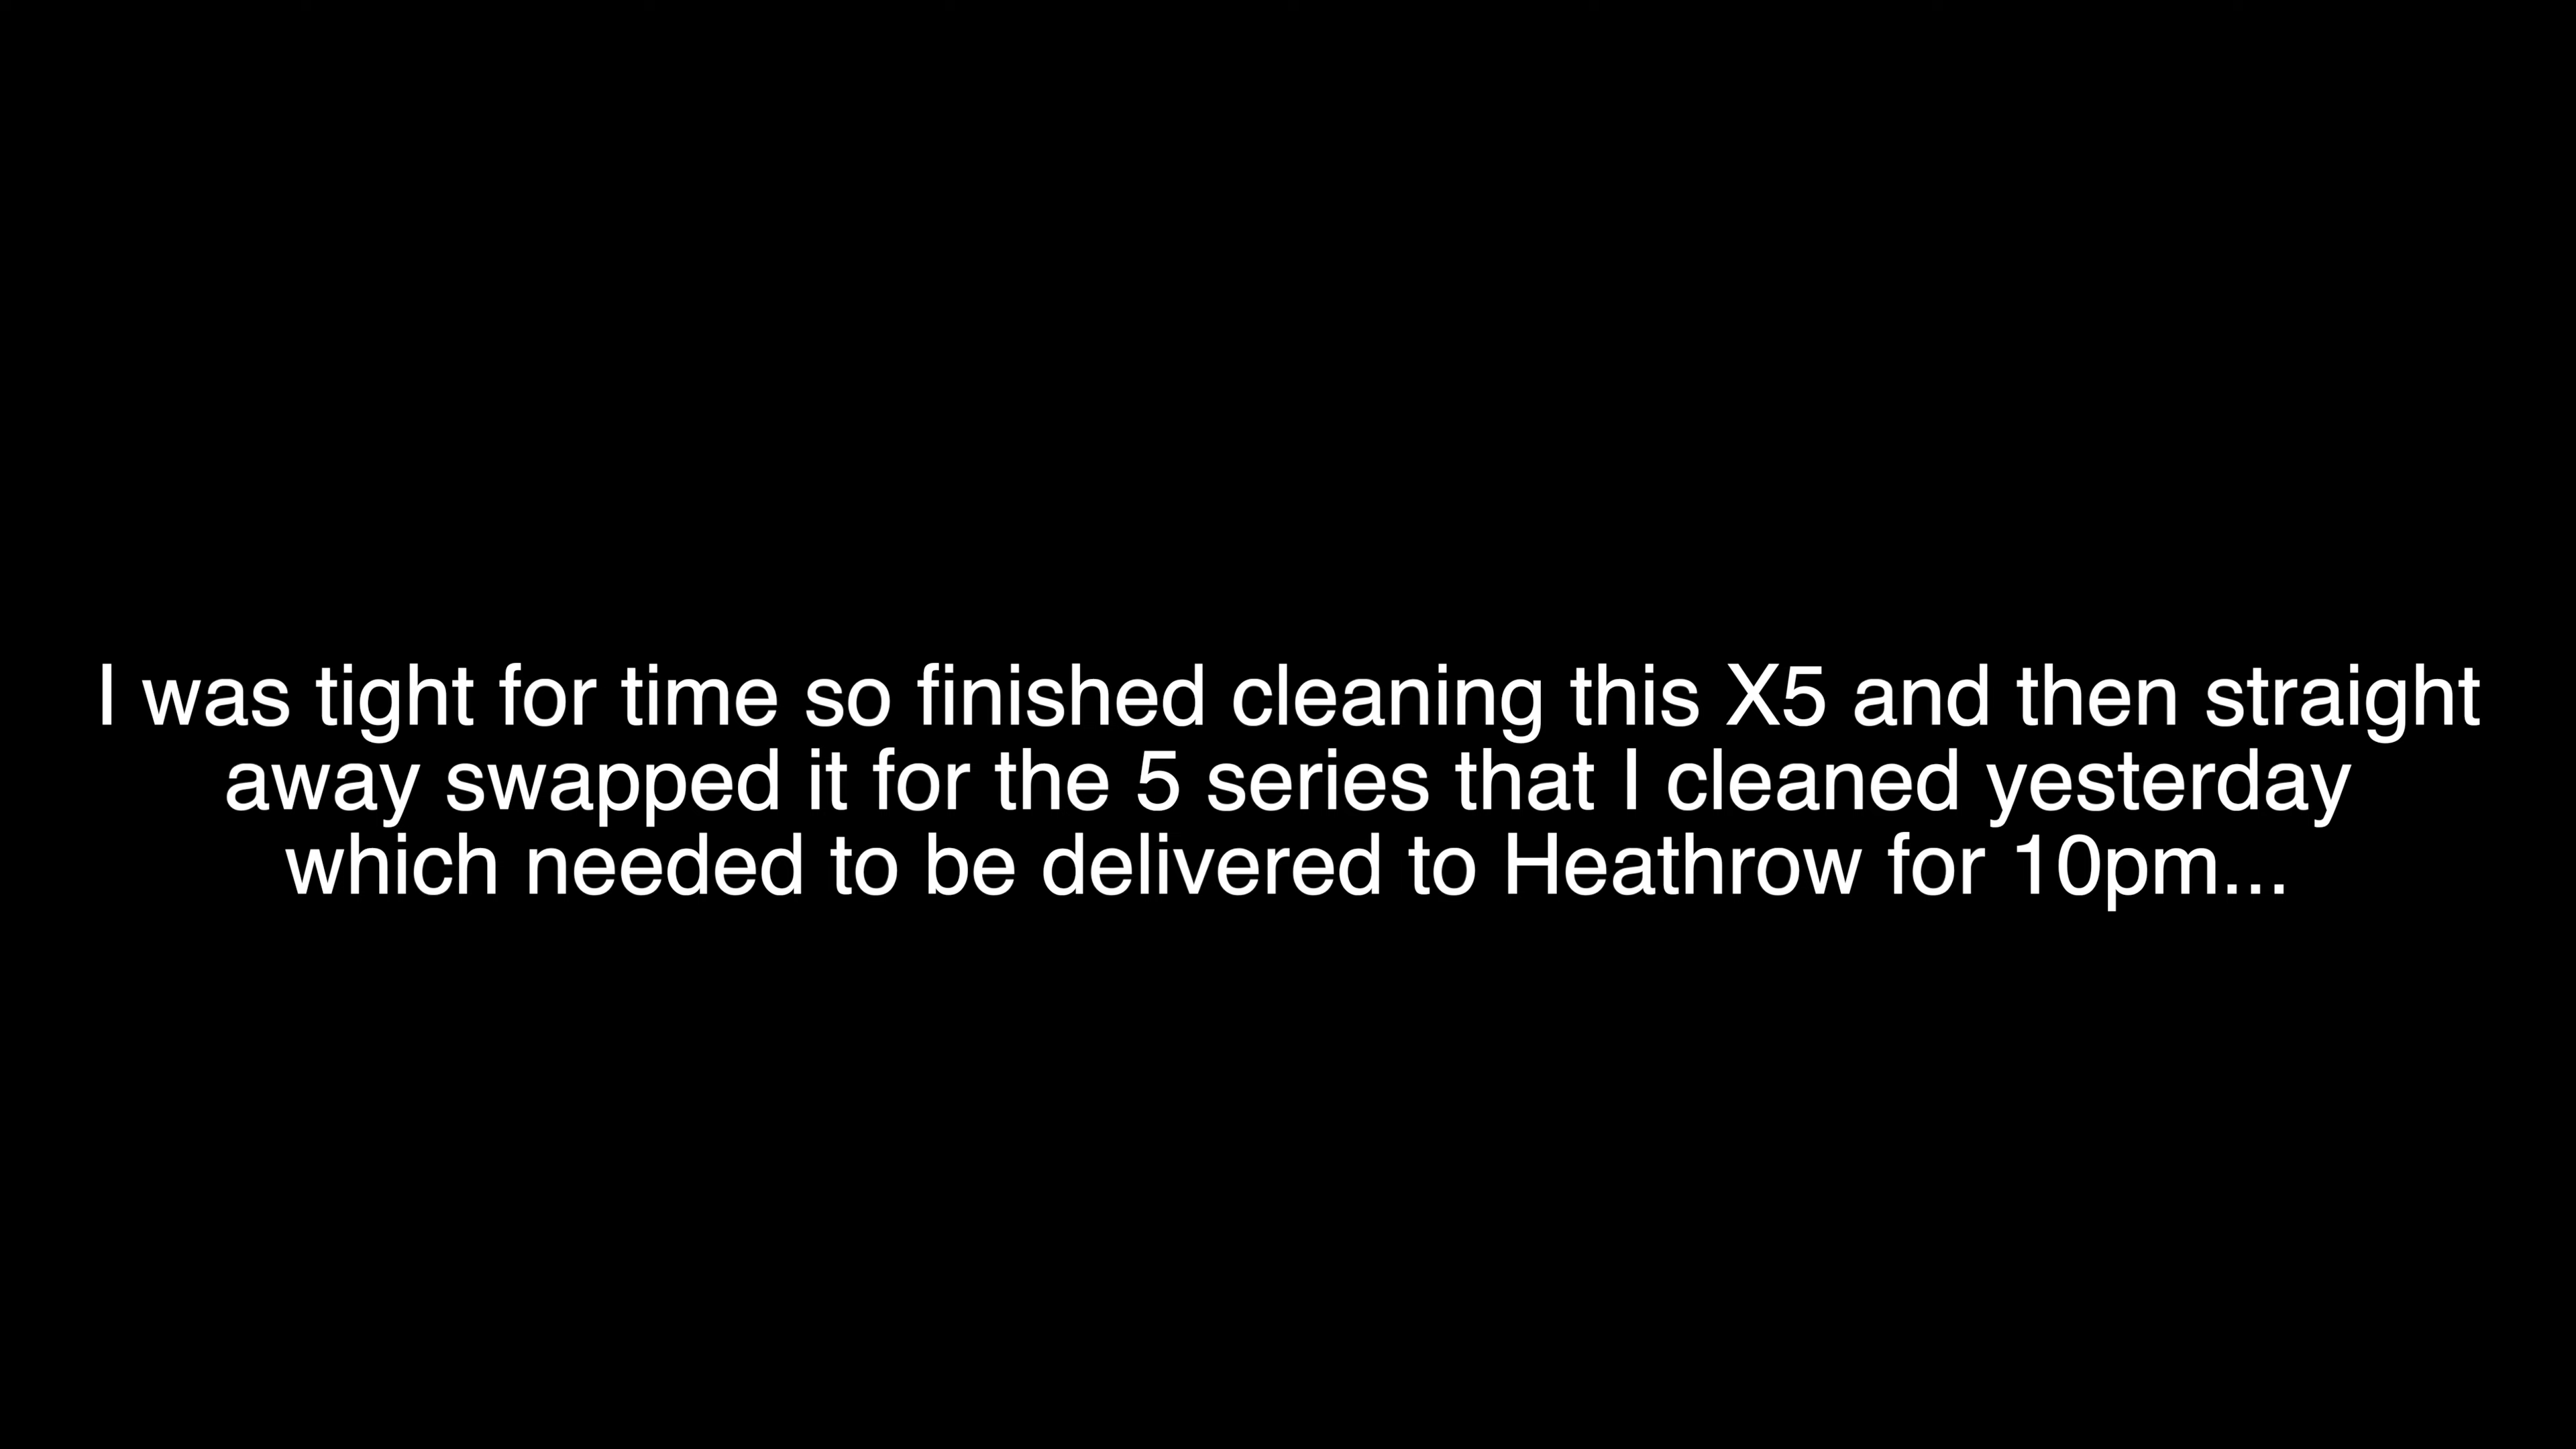 I was tight for time so finished cleaning this X5 and then straight
away swapped it for the 5 series that I cleaned yesterday
which needed to be delivered to Heathrow for 10pm...